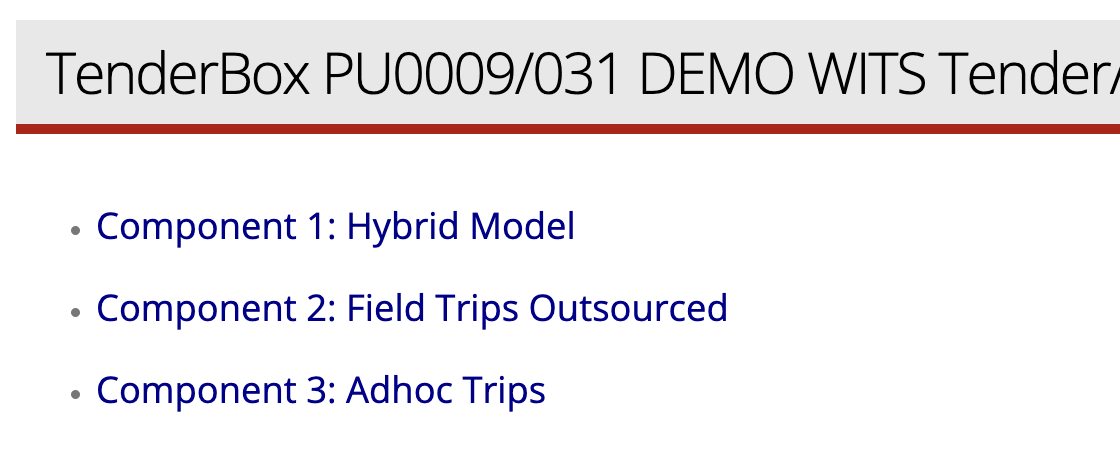 TenderBox PU0009/031 DEMO WITS Tender/
Component 1: Hybrid Model
Component 2: Field Trips Outsourced
Component 3: Adhoc Trips